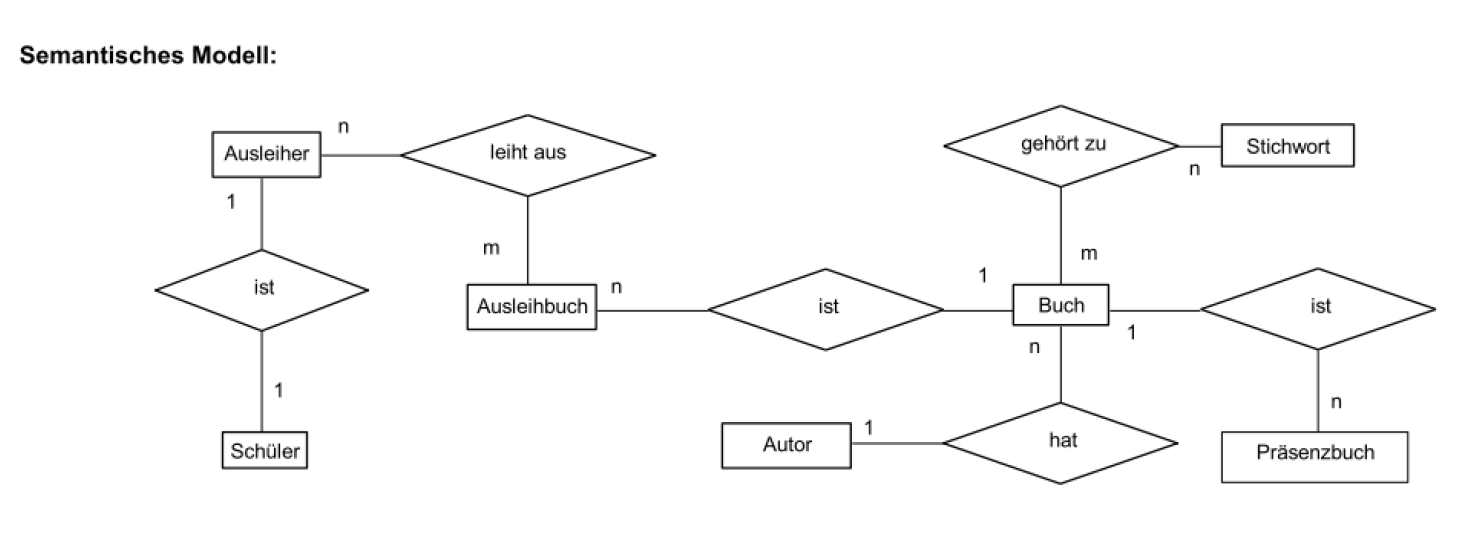 Semantisches Modell:
n
Ausleiher
leiht aus
gehört zu
Stichwort
n
1
m
m
ist
n
Ausleihbuch
ist
1
Buch
ist
1
n
1
n
Schüler
Autor
1
hat
Präsenzbuch